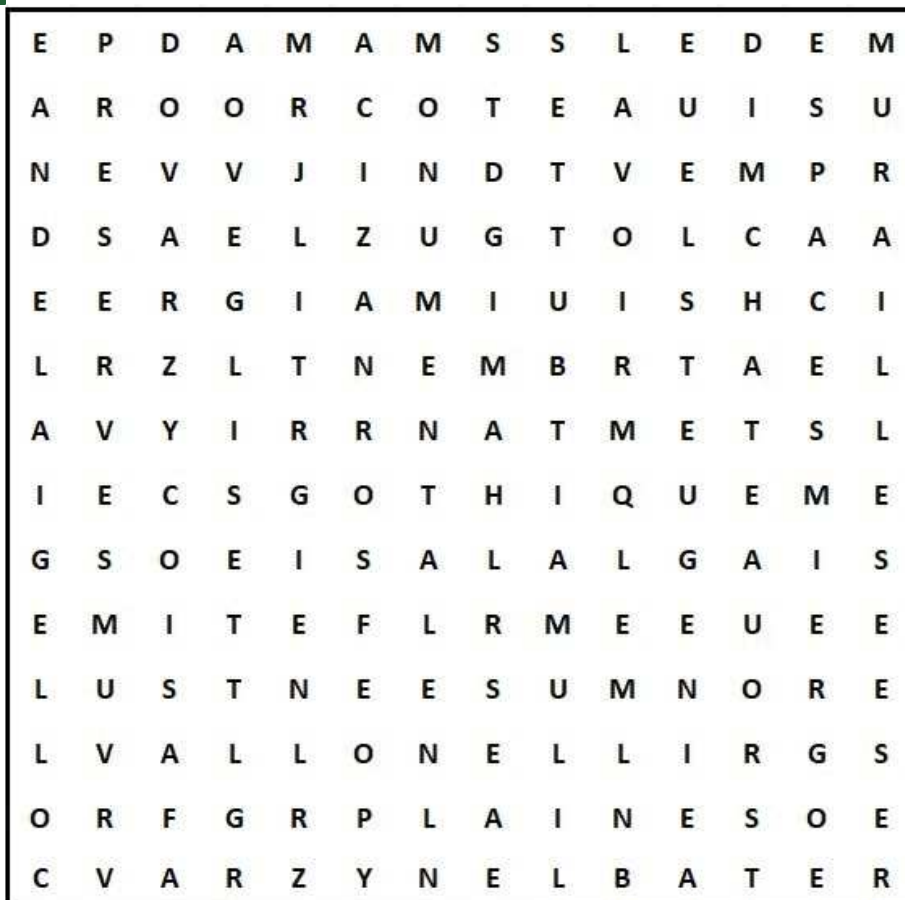 E P D A M A M S S L E D E M
A R O O R C O T E A U I S U
N E V V J I N D T V E M P R
D S A E L Z U G T O L C A A
E E R G I A M I U I S H C I
L R Z L T N E M B R T A E L
A V Y I R R N A T M E T S L
I E C S G O T H I Q U E M E
G S O E I S A L A L G A I S
E M I T E F L R M E E U E E
L U S T N E E S U M N O R E
L V A L L O N E L L I R G S
O R F G R P L A I N E S O E
C V A R Z Y N E L B A T E R